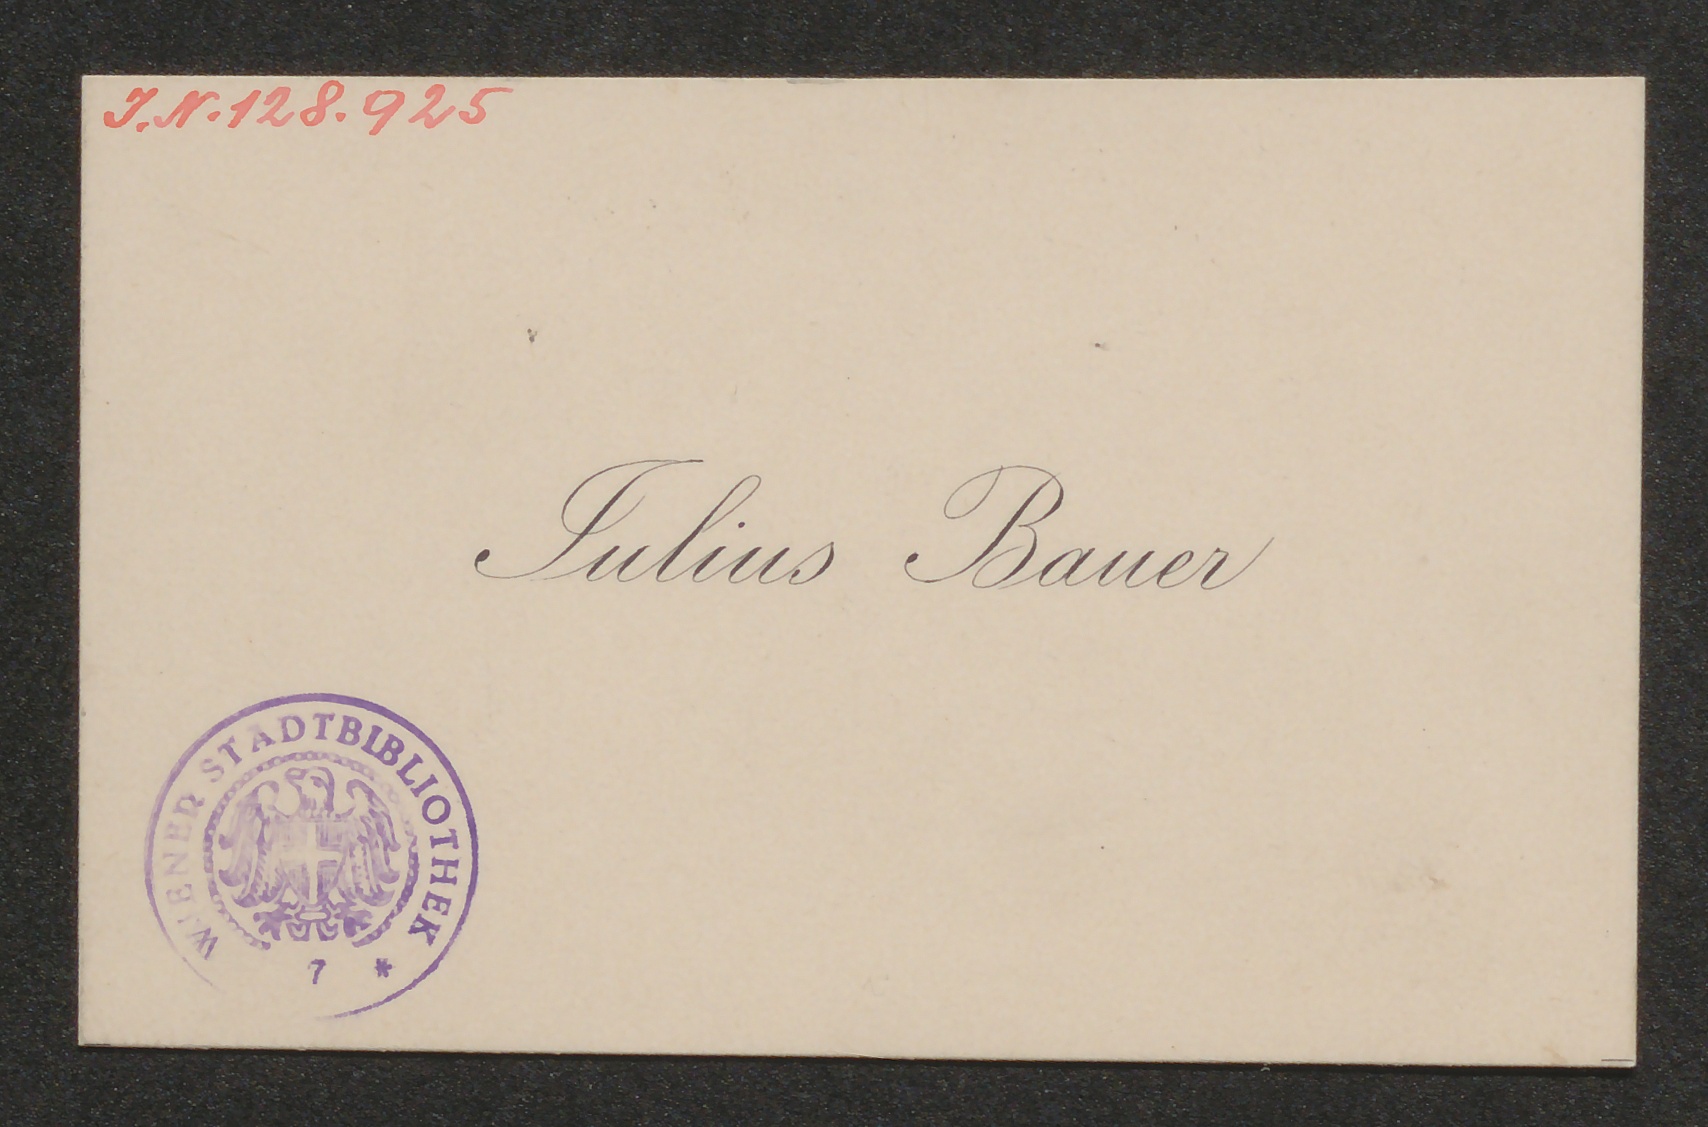 J.N.128.925
Julius Bauer
WIENER STADTBIBLIOTHEK
7 *